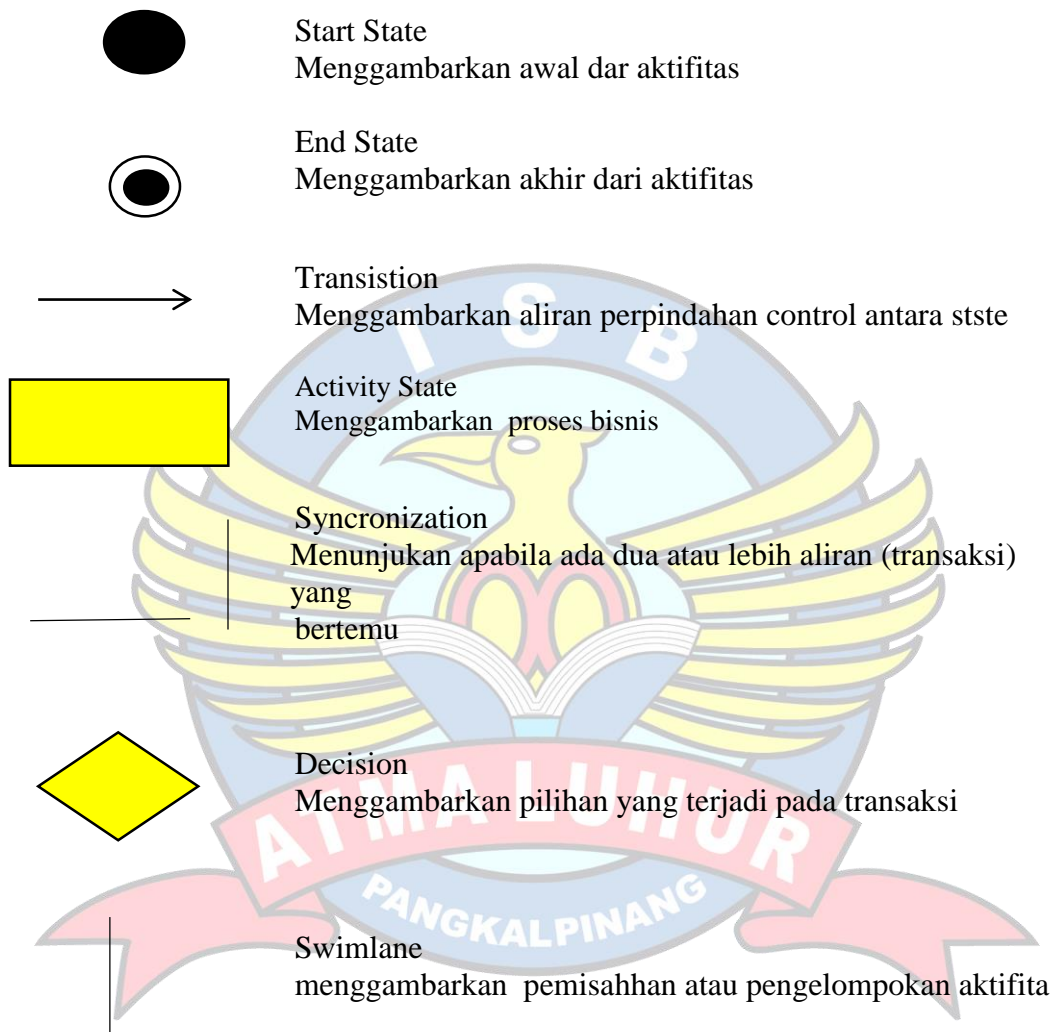 Start State
Menggambarkan awal dar aktifitas
End State
Menggambarkan akhir dari aktifitas
Transistion
Menggambarkan aliran perpindahan control antara stste
Activity State
Menggambarkan proses bisnis
Syncronization
Menunjukan apabila ada dua atau lebih aliran (transaksi)
yang
bertemu
Decision
Menggambarkan pilihan yang terjadi pada transaksi
Swimlane
menggambarkan pemisahhan atau pengelompokan aktifita
I S B
ATMA LUHUR
PANGKALPINANG